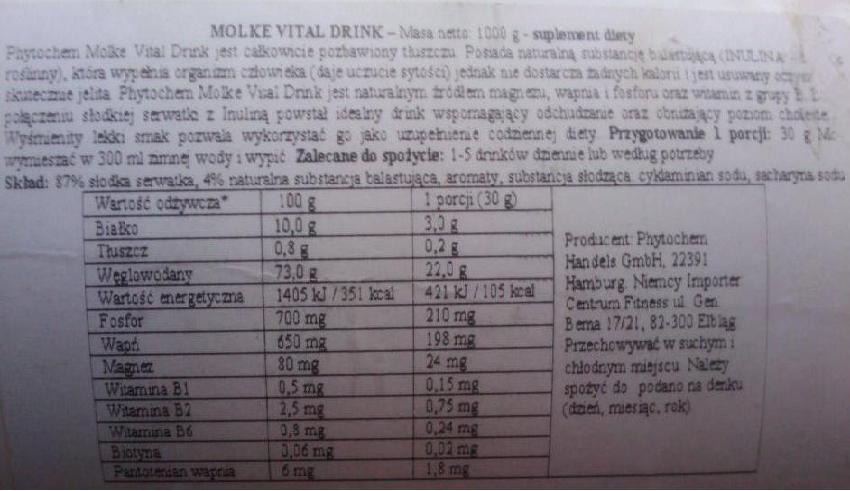 MOLKE VITAL DRINK – Masa netto: 1000 g - suplement diety
Phytochem Molke Vital Drink jest całkowicie pozbawiony tłuszczu. Posiada naturalną substancję balastującą (INULINA -
roślinny), która wypełnia organizm człowieka (daje uczucie sytości) jednak nie dostarcza żadnych kalorii i jest usuwany
skutecznie jelita. Phytochem Molke Vital Drink jest naturalnym źródłem magnezu, wapnia i fosforu oraz witamin z grupy B.
połączeniu słodkiej serwatki z Inuliną powstał idealny drink wspomagający odchudzanie oraz obniżający poziom
Wyśmienity lekki smak pozwala wykorzystać go jako uzupełnienie codziennej diety. Przygotowanie 1 porcji: 30 g
wymieszać w 300 ml zimnej wody i wypić. Zalecane do spożycie: 1-5 drinków dziennie lub według potrzeby
Skład: 87% słodka serwatka, 4% naturalna substancja balastująca, aromaty, substancja słodząca: cyklaminian sodu, sacharyna sodu
Wartość odżywcza* 100 g 1 porcji (30 g)
Białko 10,0 g 3,0 g
Tłuszcz 0,8 g 0,2 g
Węglowodany 73,0 g 22,0 g
Wartość energetyczna 1405 kJ / 351 kcal 421 kJ / 105 kcal
Fosfor 700 mg 210 mg
Wapń 650 mg 198 mg
Magnez 80 mg 24 mg
Witamina B1 0,5 mg 0,15 mg
Witamina B2 2,5 mg 0,75 mg
Witamina B6 0,8 mg 0,24 mg
Biotyna 0,06 mg 0,02 mg
Pantotenian wapnia 6 mg 1,8 mg
Producent: Phytochem
Handels GmbH, 22391
Hamburg, Niemcy Importer
Centrum Fitness ul. Gen.
Bema 17/21, 82-300 Elbląg
Przechowywać w suchym i
chłodnym miejscu. Należy
spożyć do podano na denku
(dzień, miesiąc, rok)